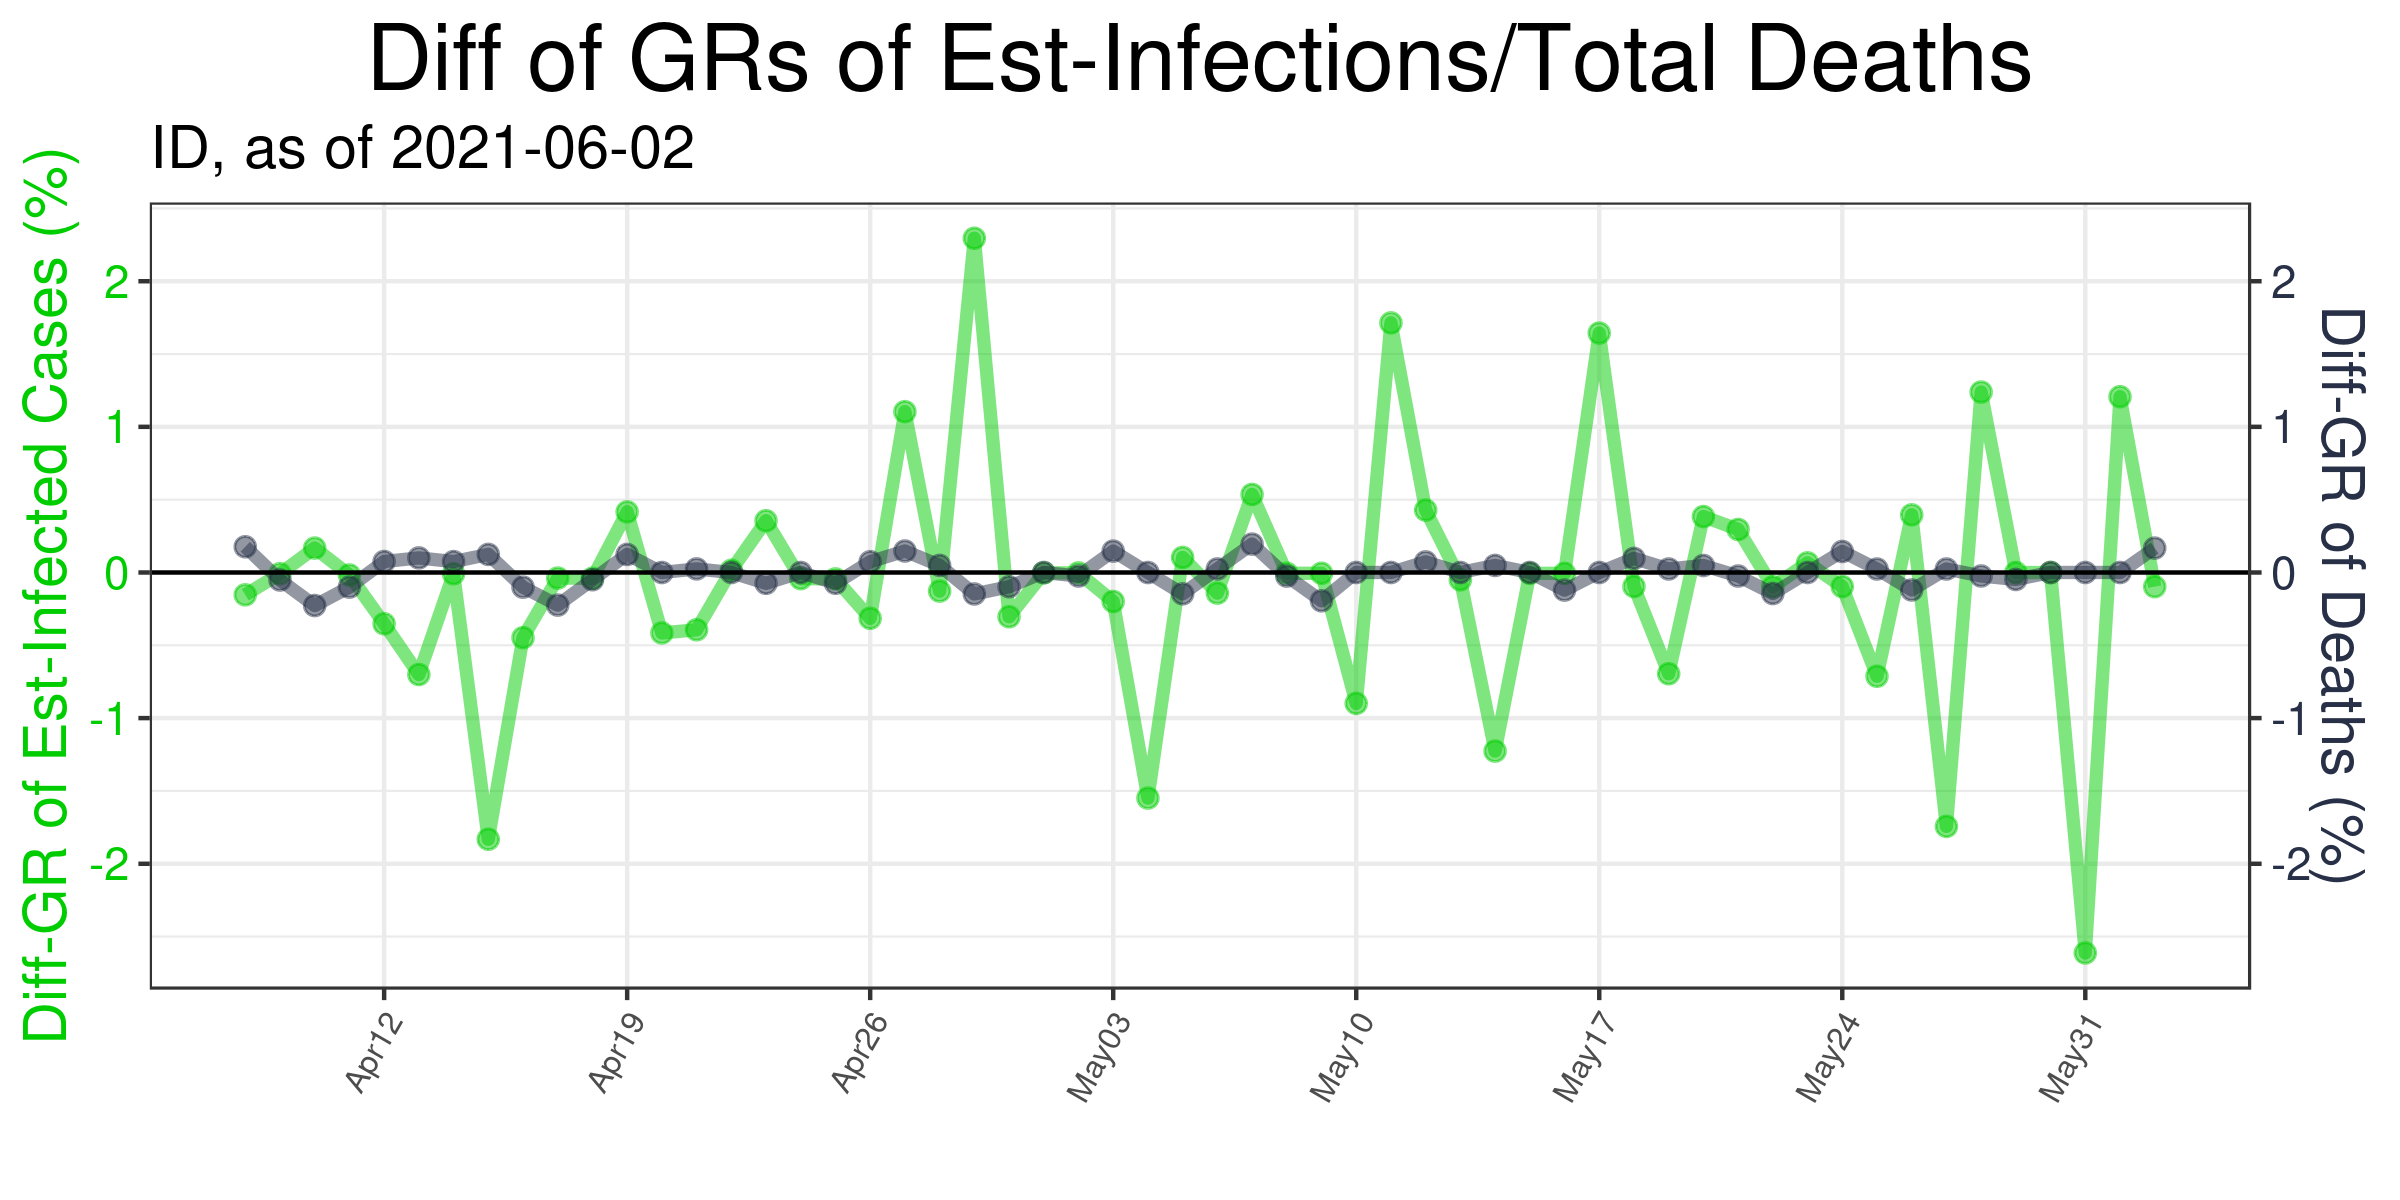 Diff of GRs of Est-Infections/Total Deaths
ID, as of 2021-06-02
Diff-GR of Est-Infected Cases (%)
2
1
0
-1
-2
2
1
0
-1
-2
Diff-GR of Deaths (%)
Apr12
Apr19
Apr26
May03
May10
May17
May24
May31